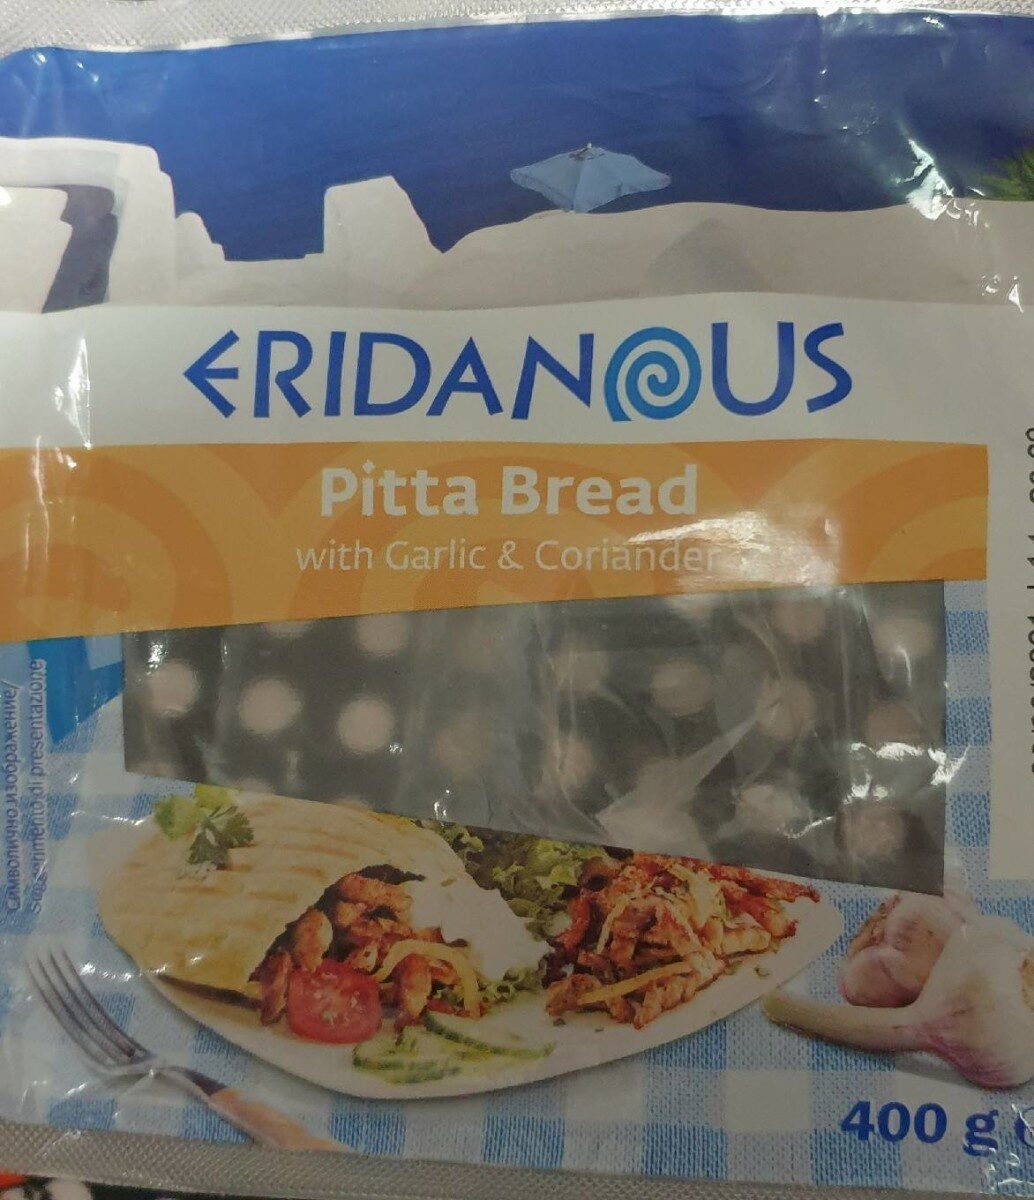 ERIDANOUS
Pitta Bread
with Garlic & Coriander
Символично изображение/
Suggerimento di presentazione
400 g